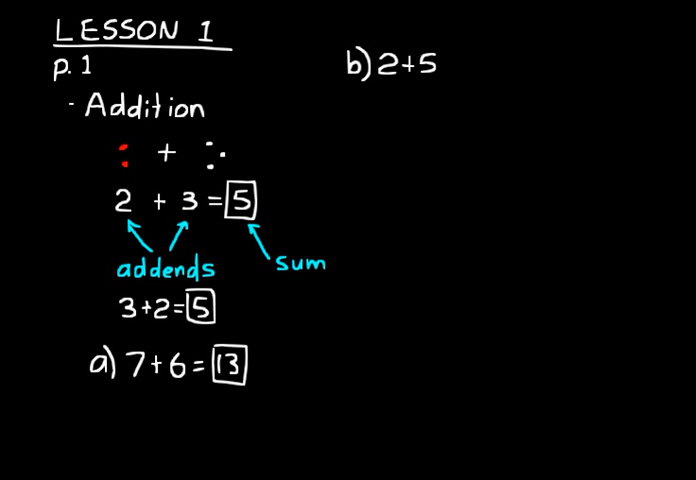 LESSON 1
p. 1
· Addition
: + :·
2 + 3 = 5
addends
sum
3+2=5
a) 7+6=13
b) 2+5